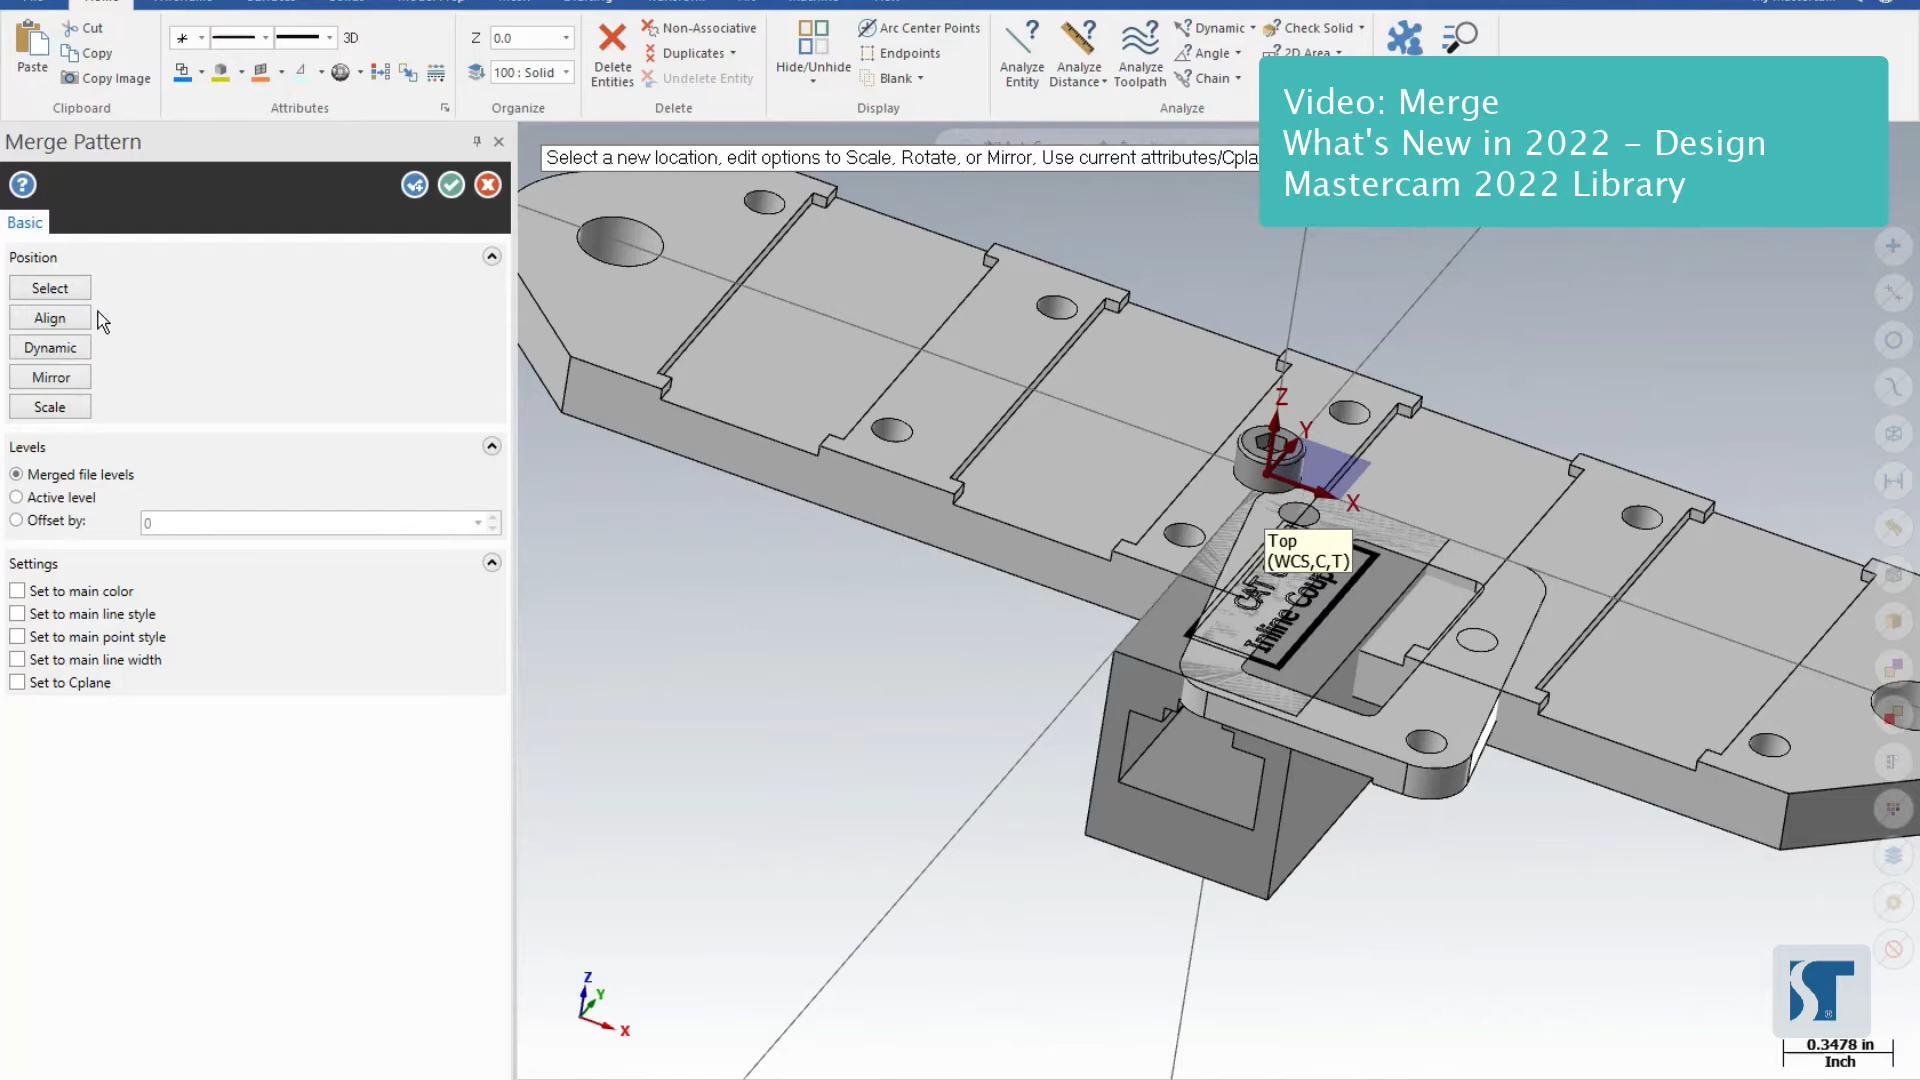 Cut
Copy
Copy Image
Paste
Clipboard
3D
Attributes
Z 0.0
100 : Solid
Organize
Delete Entities
Non-Associative
Duplicates
Undelete Entity
Delete
Hide/Unhide
Arc Center Points
Endpoints
Blank
Display
Analyze Entity
Analyze Distance
Analyze Toolpath
Dynamic
Angle
Chain
Check Solid
2D Area
Analyze
Video: Merge
What's New in 2022 – Design
Mastercam 2022 Library
Merge Pattern
Select a new location, edit options to Scale, Rotate, or Mirror, Use current attributes/Cpla
Basic
Position
Select
Align
Dynamic
Mirror
Scale
Levels
Merged file levels
Active level
Offset by: 0
Settings
Set to main color
Set to main line style
Set to main point style
Set to main line width
Set to Cplane
Z
Y
X
Top
(WCS,C,T)
CAT
Inline Coup
Z
Y
X
ST
0.3478 in
Inch